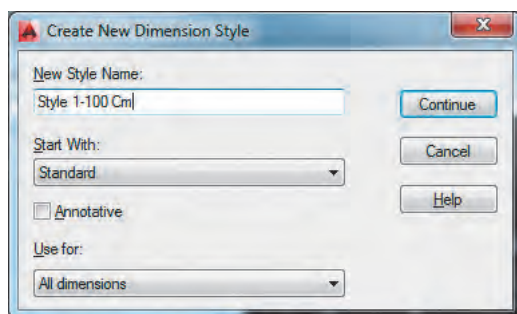 Create New Dimension Style
New Style Name:
Style 1-100 Cm
Continue
Start With:
Cancel
Standard
Help
Annotative
Use for:
All dimensions